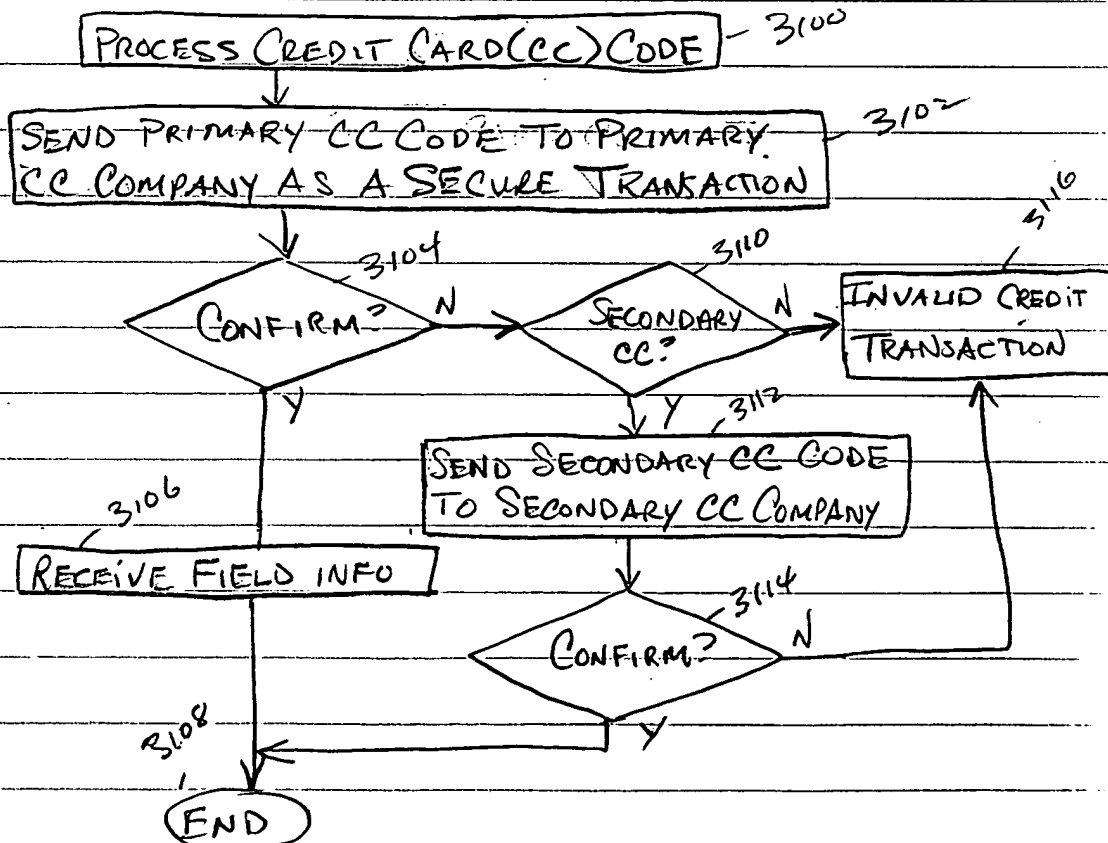 PROCESS CREDIT CARD(CC) CODE
3100
SEND PRIMARY CC CODE TO PRIMARY
CC COMPANY AS A SECURE TRANSACTION
3102
CONFIRM?
3104
N
Y
SECONDARY
CC?
3110
N
Y
INVALID CREDIT
TRANSACTION
3116
SEND SECONDARY CC CODE
TO SECONDARY CC COMPANY
3112
RECEIVE FIELD INFO
3106
CONFIRM?
3114
N
Y
3108
END